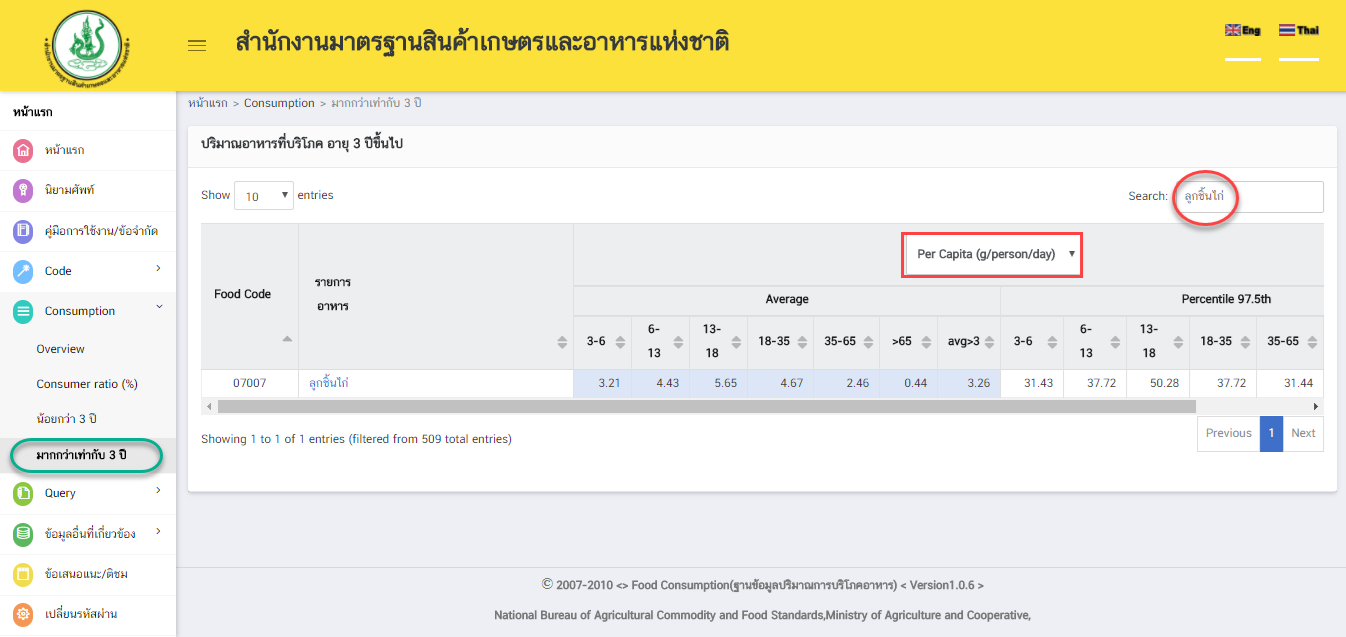 สำนักงานมาตรฐานสินค้าเกษตรและอาหารแห่งชาติ
Eng
Thai
หน้าแรก
หน้าแรก
นิยามศัพท์
คู่มือการใช้งาน/ข้อจำกัด
Code
Consumption
Overview
Consumer ratio (%)
น้อยกว่า 3 ปี
มากกว่าเท่ากับ 3 ปี
Query
ข้อมูลอื่นที่เกี่ยวข้อง
ข้อเสนอแนะ/ติชม
เปลี่ยนรหัสผ่าน
หน้าแรก > Consumption > มากกว่าเท่ากับ 3 ปี
ปริมาณอาหารที่บริโภค อายุ 3 ปีขึ้นไป
Show 10 entries
Search: ลูกชิ้นไก่
Food Code
รายการ
อาหาร
Per Capita (g/person/day)
Average
Percentile 97.5th
3-6 6-13 13-18 18-35 35-65 >65 avg>3 3-6 6-13 13-18 18-35 35-65
07007 ลูกชิ้นไก่ 3.21 4.43 5.65 4.67 2.46 0.44 3.26 31.43 37.72 50.28 37.72 31.44
Showing 1 to 1 of 1 entries (filtered from 509 total entries)
Previous 1 Next
© 2007-2010 <> Food Consumption(ฐานข้อมูลปริมาณการบริโภคอาหาร) < Version1.0.6 >
National Bureau of Agricultural Commodity and Food Standards,Ministry of Agriculture and Cooperative,